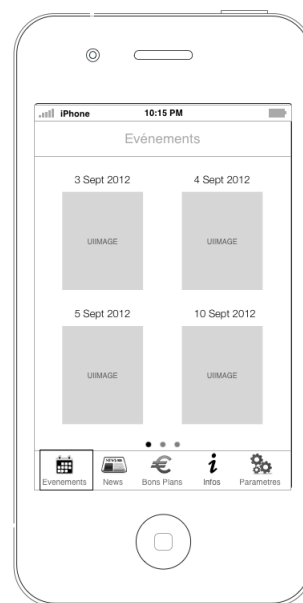 iPhone 10:15 PM
Evénements
3 Sept 2012 4 Sept 2012
UIIMAGE UIIMAGE
5 Sept 2012 10 Sept 2012
UIIMAGE UIIMAGE
Evenements News Bons Plans Infos Parametres